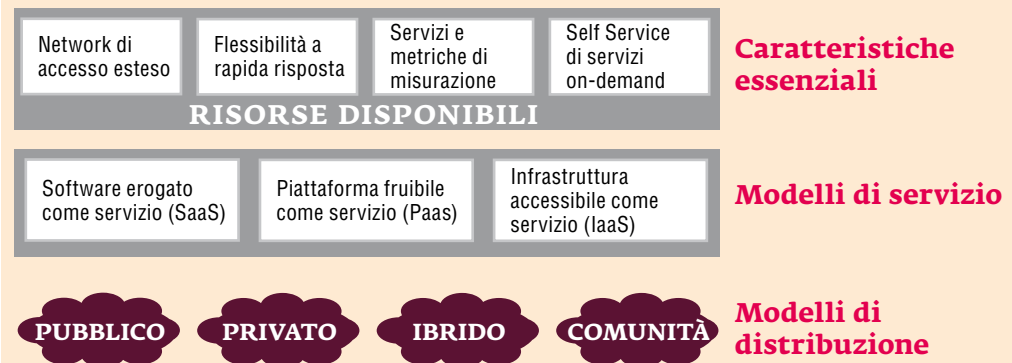 Network di
accesso esteso
Flessibilità a
rapida risposta
Servizi e
metriche di
misurazione
Self Service
di servizi
on-demand
Caratteristiche
essenziali
RISORSE DISPONIBILI
Software erogato
come servizio (SaaS)
Piattaforma fruibile
come servizio (Paas)
Infrastruttura
accessibile come
servizio (IaaS)
Modelli di servizio
PUBBLICO
PRIVATO
IBRIDO
COMUNITÀ
Modelli di
distribuzione